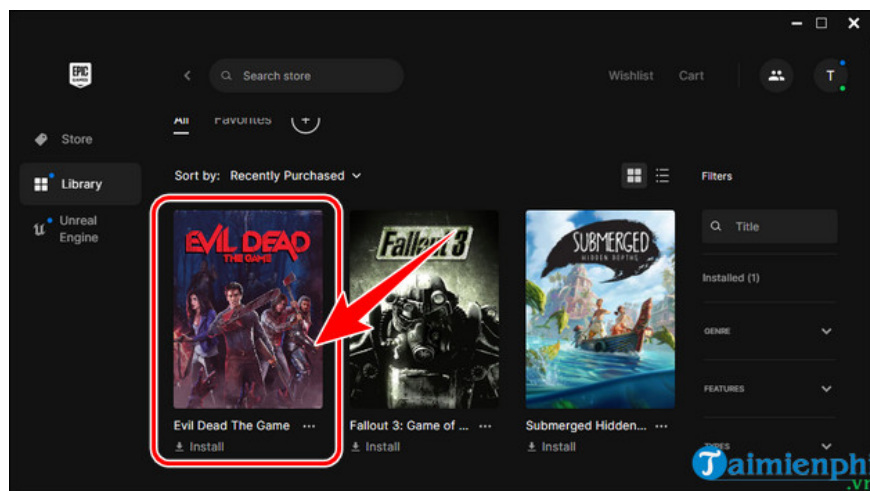 EPIC
GAMES
Search store
Wishlist
Cart
T
All
Favorites
Store
Library
Unreal
Engine
Sort by: Recently Purchased
Filters
EVIL DEAD
THE GAME
Fallout 3
SUBMERGED
HIDDEN DEPTHS
Title
Installed (1)
GENRE
FEATURES
TYPES
Evil Dead The Game ...
Fallout 3: Game of ... ...
Submerged Hidden... ...
Install
Install
Install
Taimienphi
.vn